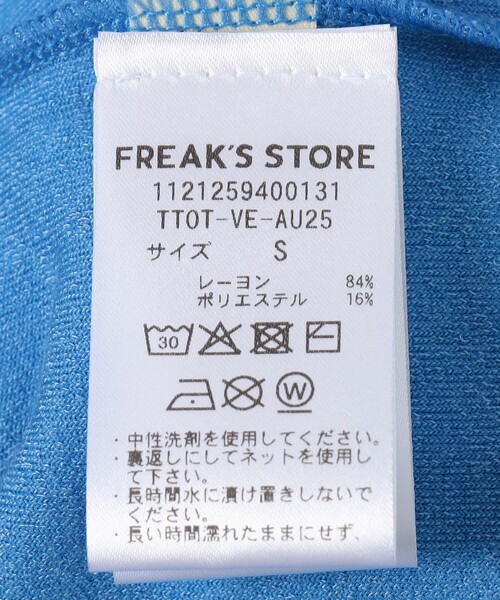 FREAK'S STORE
1121259400131
TTOT-VE-AU25
サイズ S
レーヨン 84%
ポリエステル 16%
30
W
・中性洗剤を使用してください。
・裏返しにしてネットを使用し
て下さい。
・長時間水に漬け置きしないで
ください。
・長い時間濡れたままにせず、